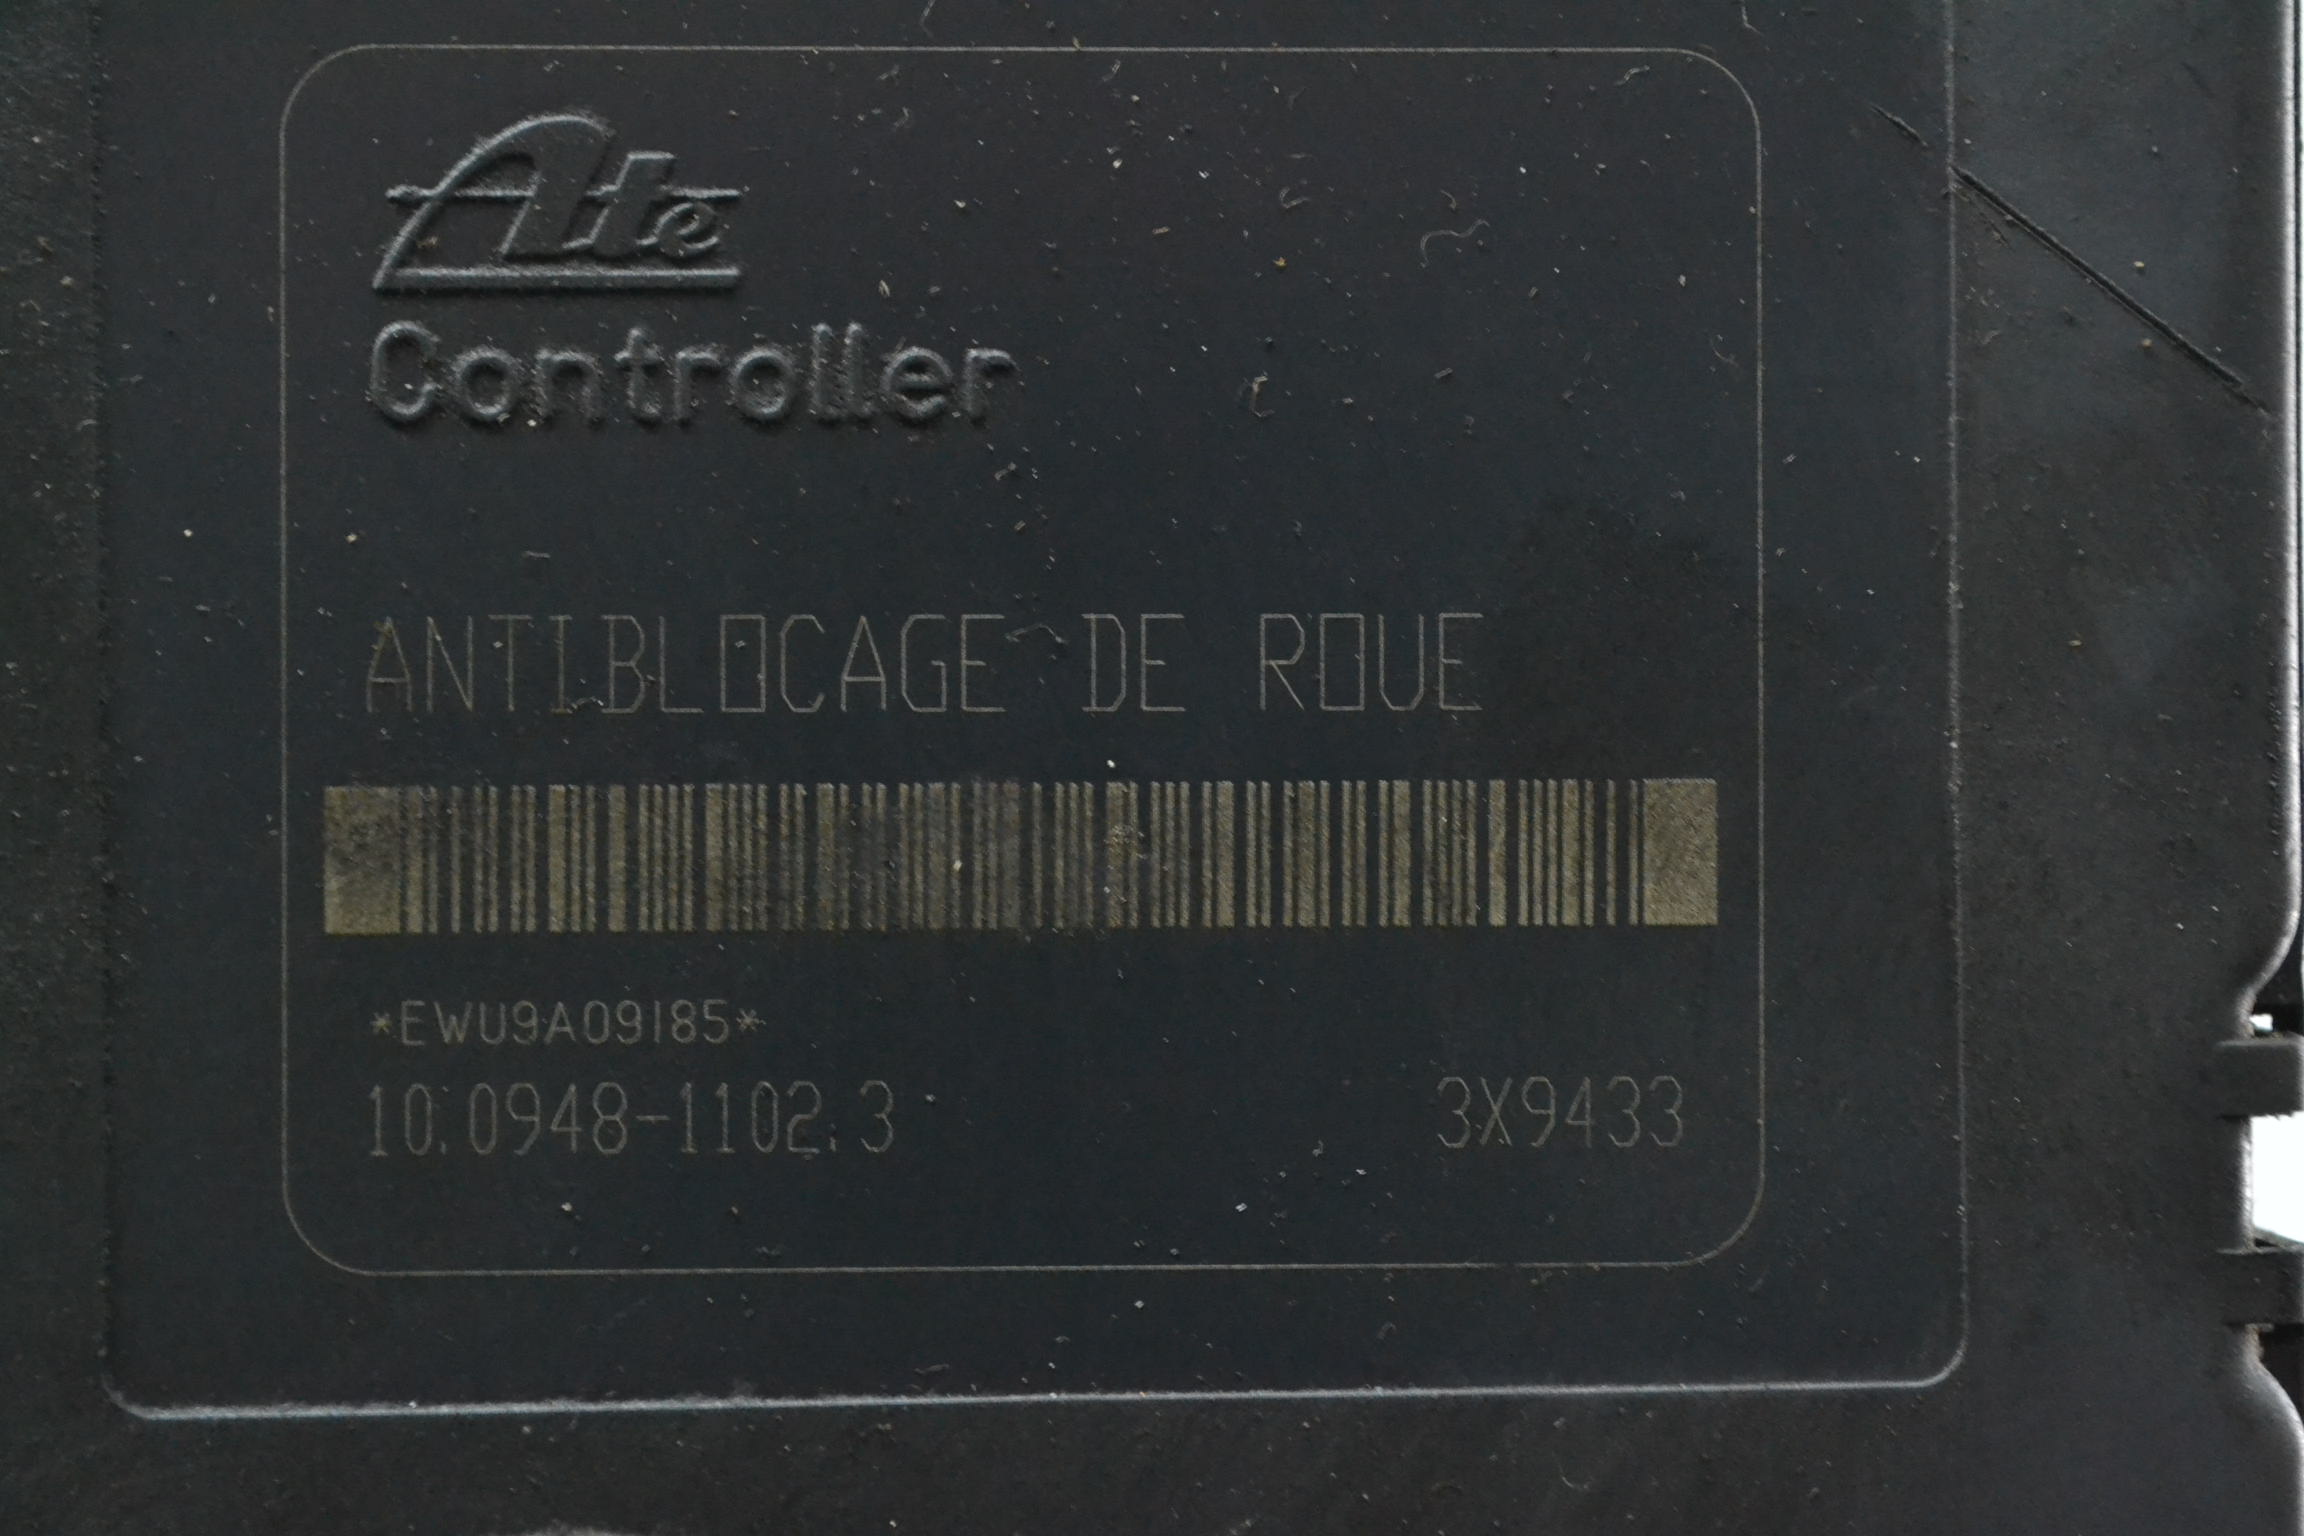 Ate
Controller
ANTIBLOCAGE DE ROUE
*EWU9A09185*
10.0948-1102.3 3X9433